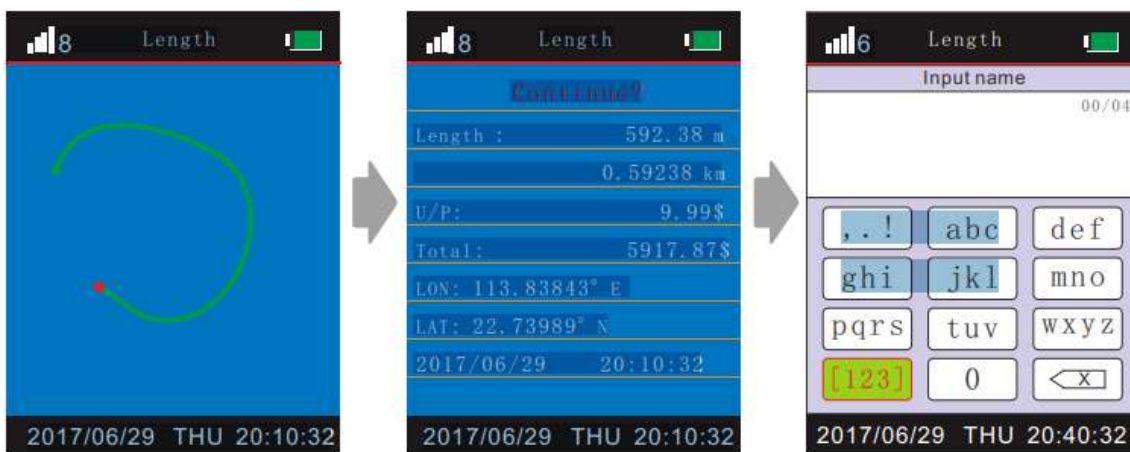 8 Length
2017/06/29 THU 20:10:32
8 Length
Continue?
Length : 592.38 m
0.59238 km
U/P: 9.99$
Total: 5917.87$
LON: 113.83843° E
LAT: 22.73989° N
2017/06/29 20:10:32
2017/06/29 THU 20:10:32
6 Length
Input name
00/04
,.! abc def
ghi jkl mno
pqrs tuv wxyz
[123] 0 X
2017/06/29 THU 20:40:32